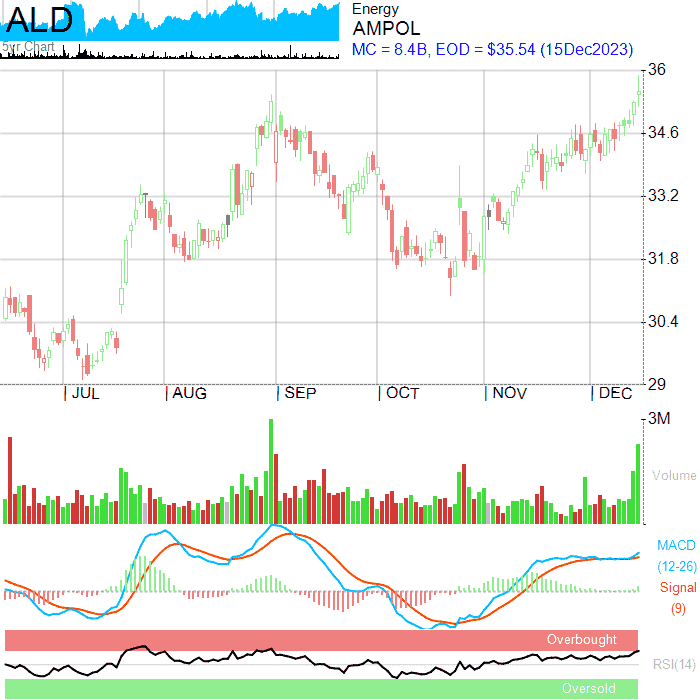 ALD
5yr Chart
Energy
AMPOL
MC = 8.4B, EOD = $35.54 (15Dec2023)
36
34.6
33.2
31.8
30.4
29
JUL AUG SEP OCT NOV DEC
3M
Volume
MACD
(12-26)
Signal
(9)
Overbought
RSI(14)
Oversold